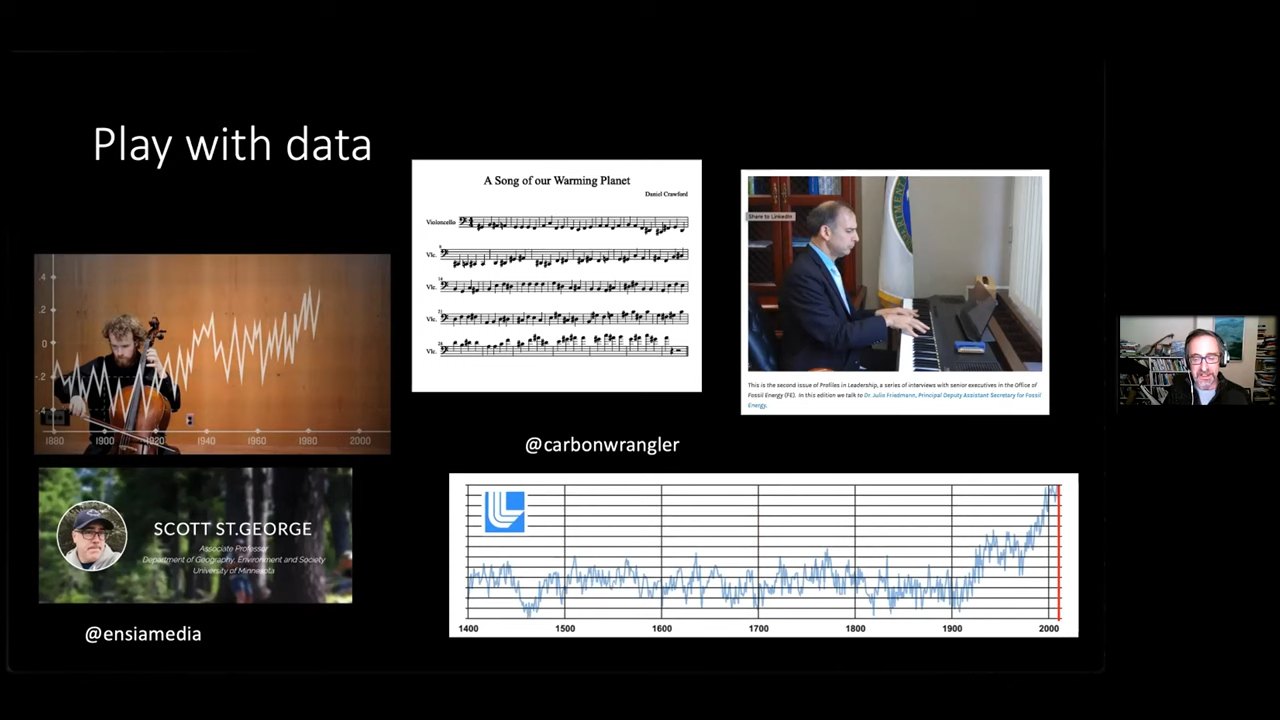 Play with data
A Song of our Warming Planet
Daniel Crawford
Violoncello
Vlc.
Vlc.
Vlc.
Vlc.
Share to LinkedIn
This is the second issue of Profiles in Leadership, a series of interviews with senior executives in the Office of
Fossil Energy (FE). In this edition we talk to Dr. Julio Friedmann, Principal Deputy Assistant Secretary for Fossil
Energy.
.4
.2
0
.2
1880 1900 1920 1940 1960 1980 2000
@carbonwrangler
SCOTT ST.GEORGE
Associate Professor
Department of Geography, Environment and Society
University of Minnesota
@ensiamedia
1400 1500 1600 1700 1800 1900 2000